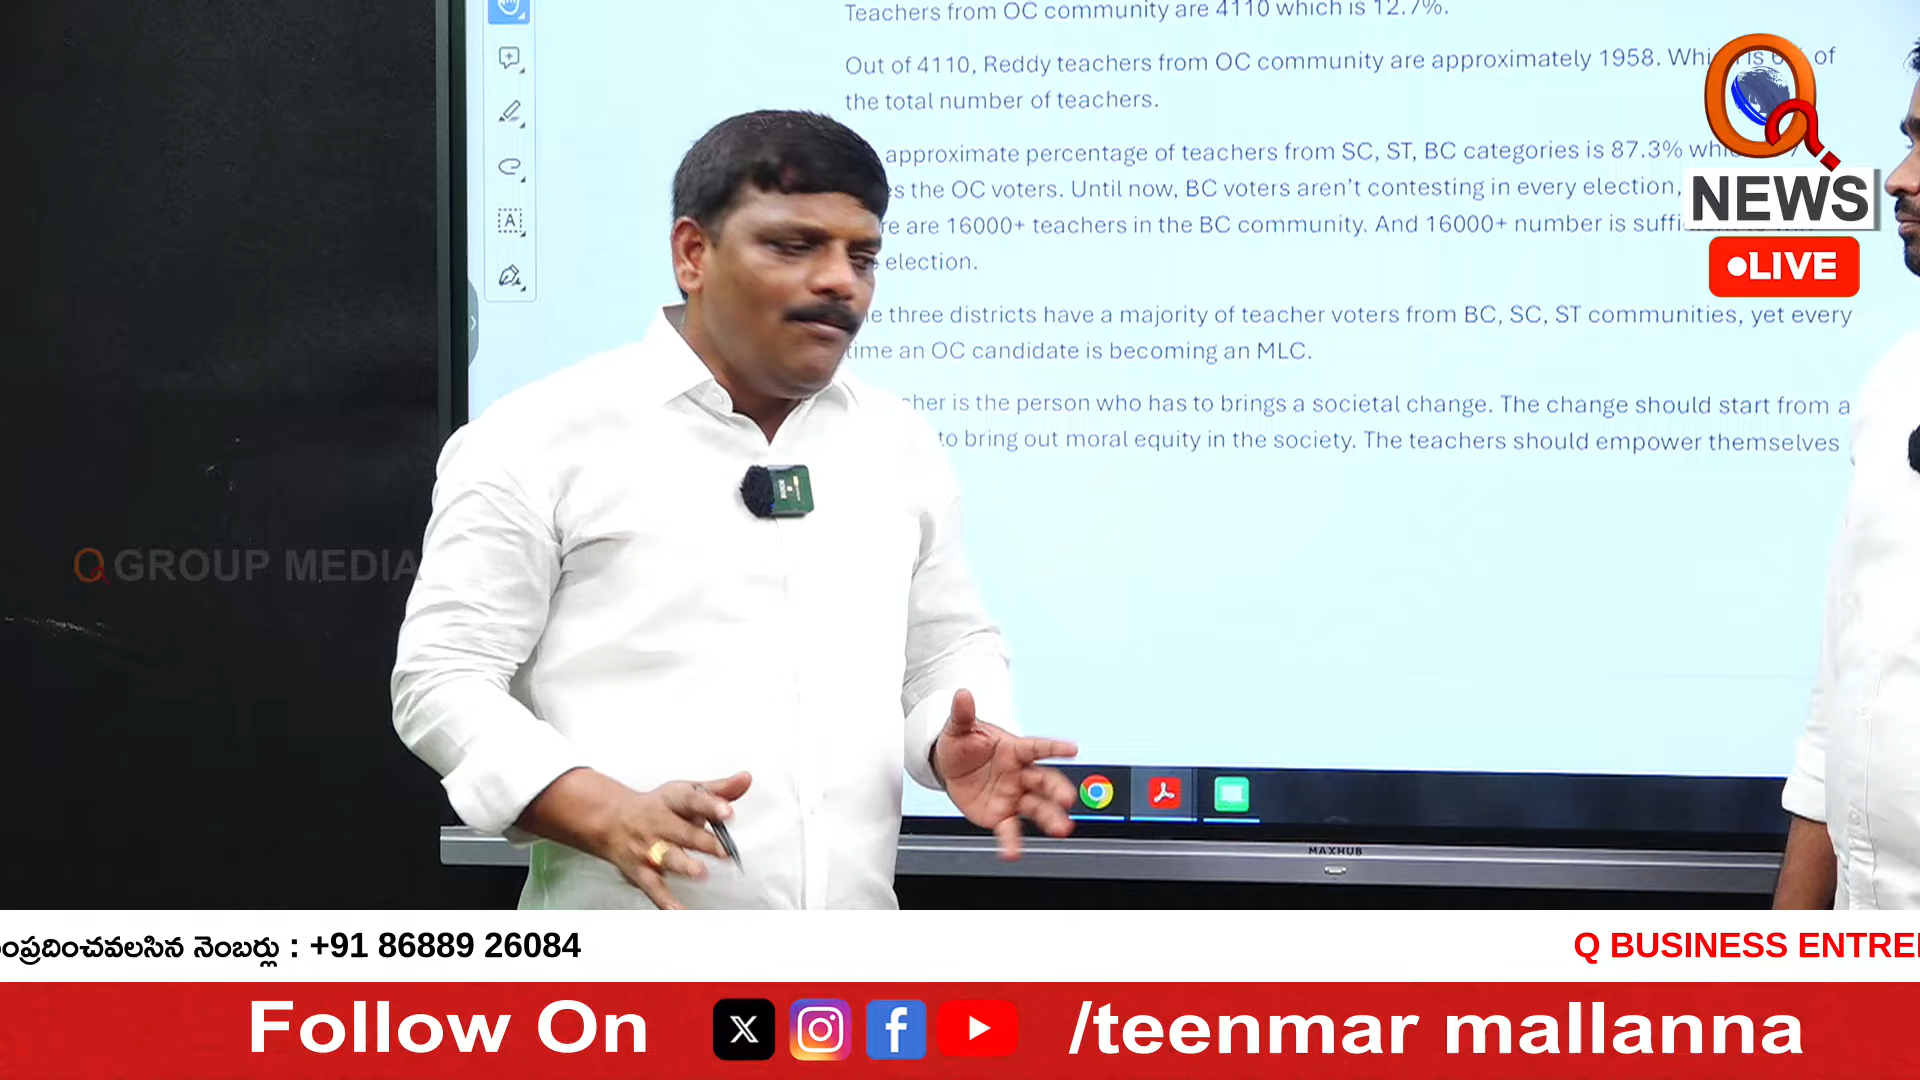 Teachers from OC community are 4110 which is 12.7%.
Out of 4110, Reddy teachers from OC community are approximately 1958. is of
the total number of teachers.
approximate percentage of teachers from SC, ST, BC categories is 87.3%
the OC voters. Until now, BC voters aren't contesting in every election,
are 16000+ teachers in the BC community. And 16000+ number is
election.
three districts have a majority of teacher voters from BC, SC, ST communities, yet every
time an OC candidate is becoming an MLC.
is the person who has to brings a societal change. The change should start from a
to bring out moral equity in the society. The teachers should empower themselves
Q
NEWS
LIVE
Q GROUP MEDIA
MAXHUB
ంప్రదించవలసిన నెంబర్లు : +91 86889 26084
Q BUSINESS
Follow On
/teenmar mallanna